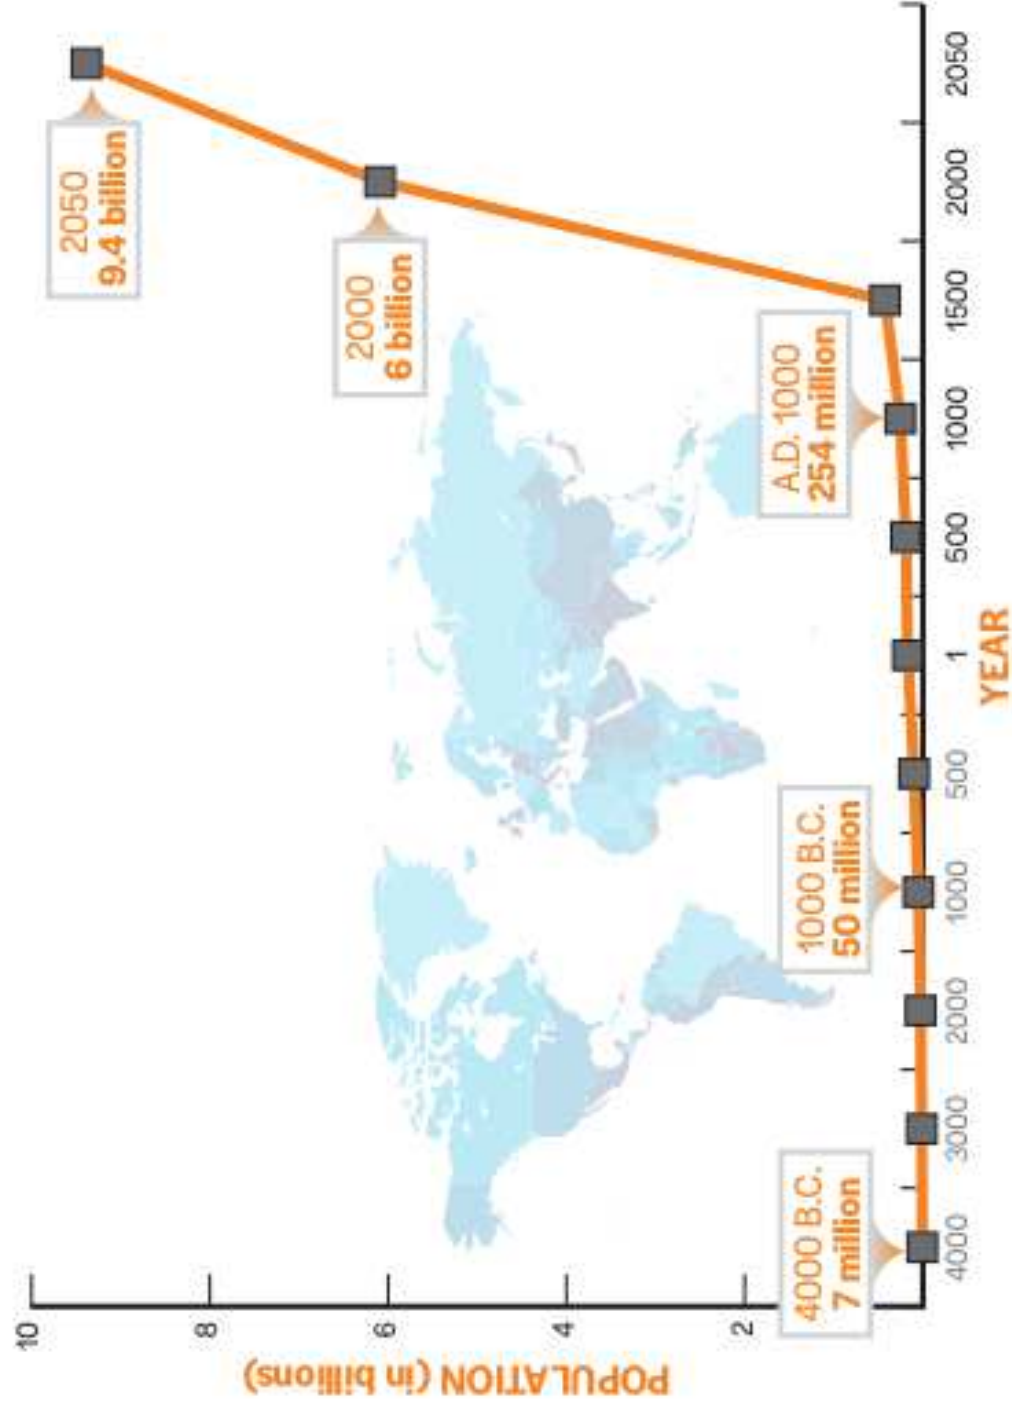 POPULATION (in billions)
10
8
6
4
2
2050
9.4 billion
2000
6 billion
A.D. 1000
254 million
1000 B.C.
50 million
4000 B.C.
7 million
4000 3000 2000 1000 500 1 500 1000 1500 2000 2050
YEAR